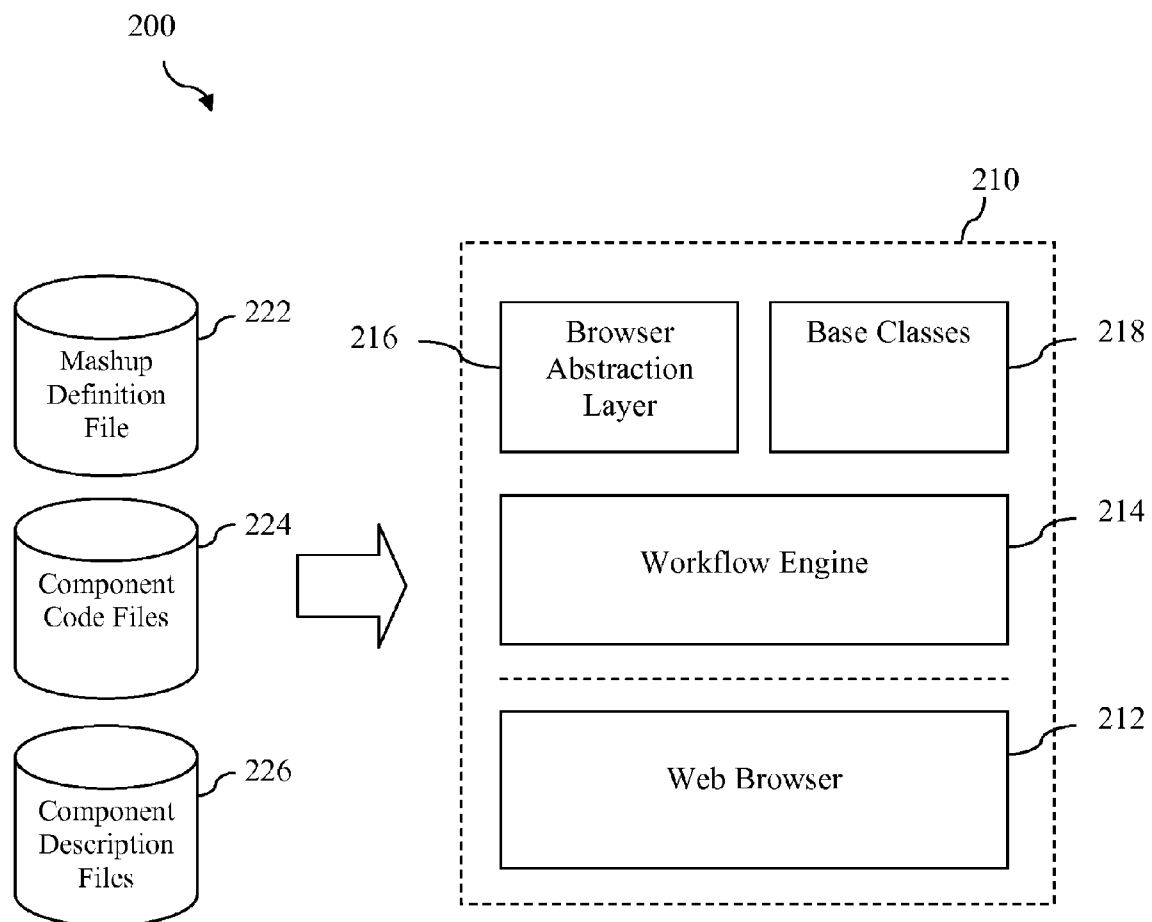 200
210
222
Mashup
Definition
File
216
Browser
Abstraction
Layer
Base Classes
218
224
Component
Code Files
214
Workflow Engine
226
Component
Description
Files
212
Web Browser